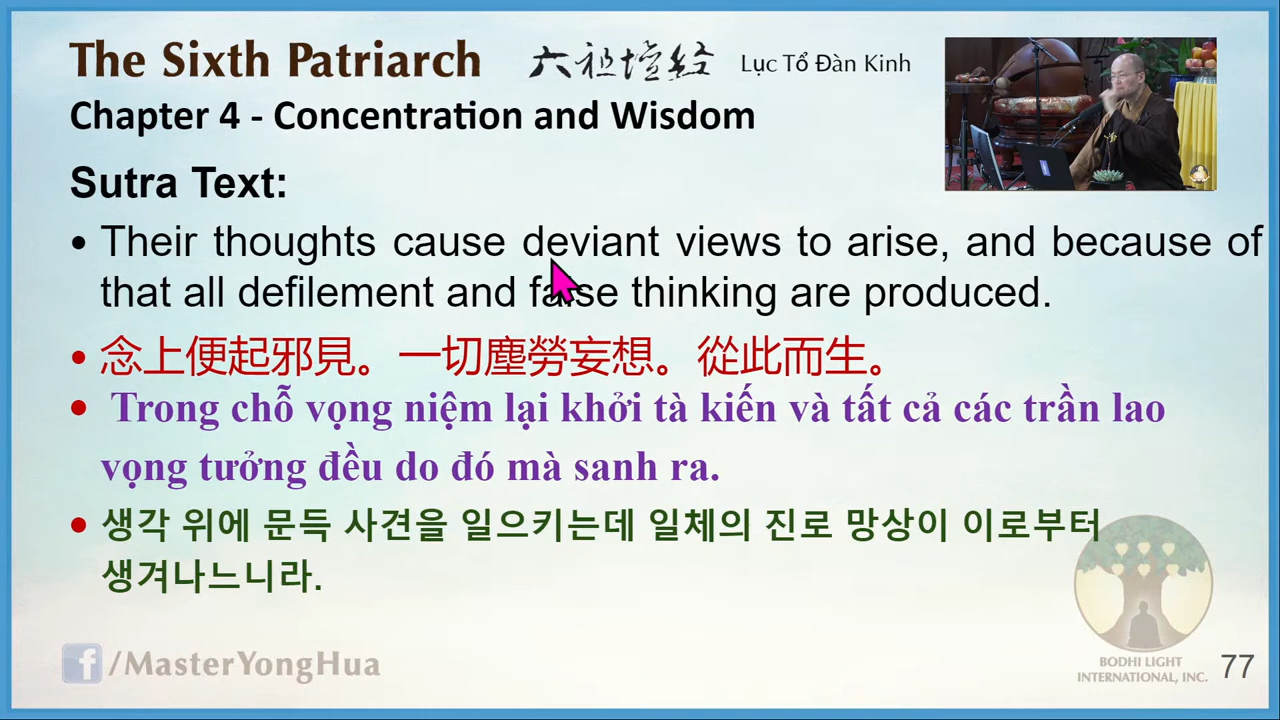 The Sixth Patriarch 六祖壇经 Lục Tổ Đàn Kinh
Chapter 4 - Concentration and Wisdom
Sutra Text:
• Their thoughts cause deviant views to arise, and because of
that all defilement and false thinking are produced.
• 念上便起邪見。一切塵勞妄想。從此而生。
• Trong chỗ vọng niệm lại khởi tà kiến và tất cả các trần lao
vọng tưởng đều do đó mà sanh ra.
• 생각 위에 문득 사견을 일으키는데 일체의 진로 망상이 이로부터
생겨나느니라.
f /MasterYongHua
BODHI LIGHT
INTERNATIONAL, INC.
77